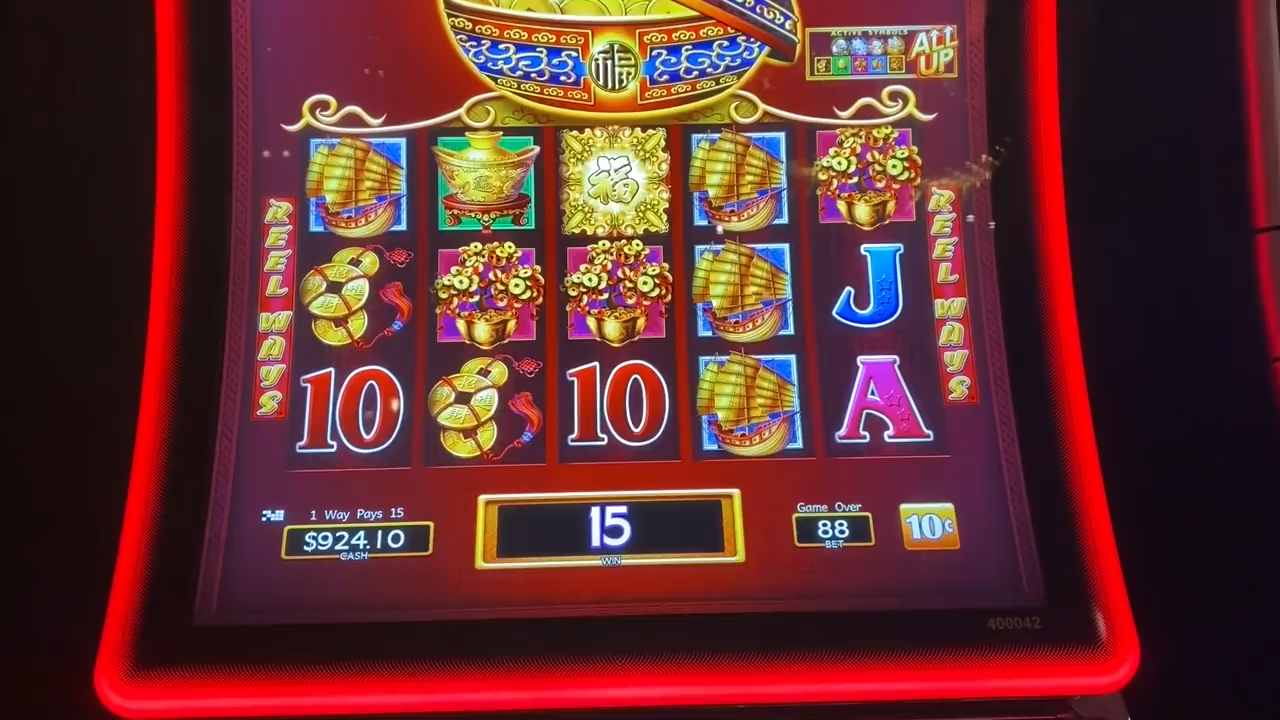 福
ACTIVE SYMBOLS
ALL
UP
福
REEL WAYS
REEL WAYS
J
10
10
A
1 Way Pays 15
$924.10
CASH
15
WIN
Game Over
88
BET
10¢
400042